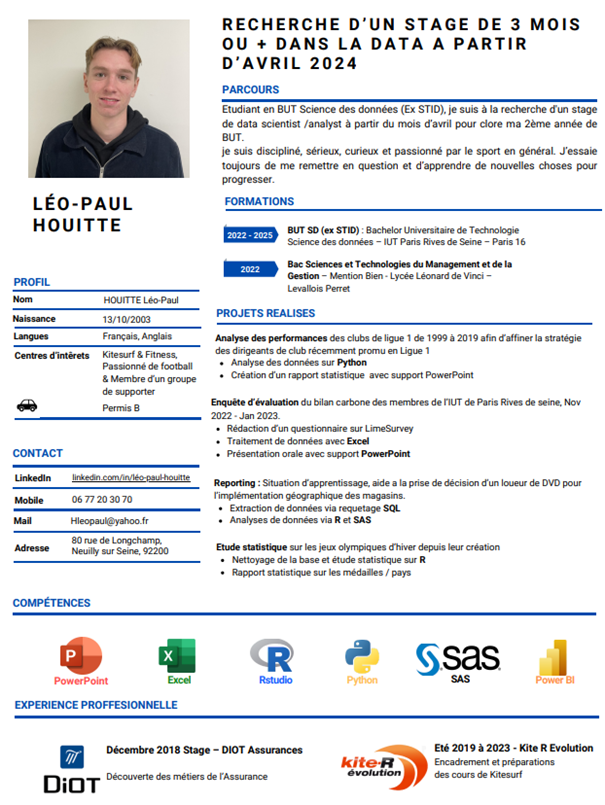 RECHERCHE D'UN STAGE DE 3 MOIS
OU + DANS LA DATA A PARTIR
D'AVRIL 2024
PARCOURS
Etudiant en BUT Science des données (Ex STID), je suis à la recherche d'un stage
de data scientist /analyst à partir du mois d'avril pour clore ma 2ème année de
BUT.
je suis discipliné, sérieux, curieux et passionné par le sport en général. J'essaie
toujours de me remettre en question et d'apprendre de nouvelles choses pour
progresser.
LÉO-PAUL
HOUITTE
FORMATIONS
2022 - 2025
BUT SD (ex STID) : Bachelor Universitaire de Technologie
Science des données – IUT Paris Rives de Seine – Paris 16
2022
Bac Sciences et Technologies du Management et de la
Gestion – Mention Bien - Lycée Léonard de Vinci –
Levallois Perret
PROFIL
Nom HOUITTE Léo-Paul
Naissance 13/10/2003
Langues Français, Anglais
Centres d'intêrets Kitesurf & Fitness,
Passionné de football
& Membre d'un groupe
de supporter
Permis B
CONTACT
LinkedIn linkedin.com/in/léo-paul-houitte
Mobile 06 77 20 30 70
Mail Hleopaul@yahoo.fr
Adresse 80 rue de Longchamp,
Neuilly sur Seine, 92200
PROJETS REALISES
Analyse des performances des clubs de ligue 1 de 1999 à 2019 afin d'affiner la stratégie
des dirigeants de club récemment promu en Ligue 1
• Analyse des données sur Python
• Création d'un rapport statistique avec support PowerPoint
Enquête d'évaluation du bilan carbone des membres de l'IUT de Paris Rives de seine, Nov
2022 - Jan 2023.
• Rédaction d'un questionnaire sur LimeSurvey
• Traitement de données avec Excel
• Présentation orale avec support PowerPoint
Reporting : Situation d'apprentissage, aide a la prise de décision d'un loueur de DVD pour
l'implémentation géographique des magasins.
• Extraction de données via requetage SQL
• Analyses de données via R et SAS
Etude statistique sur les jeux olympiques d'hiver depuis leur création
• Nettoyage de la base et étude statistique sur R
• Rapport statistique sur les médailles / pays
COMPÉTENCES
P
PowerPoint
X
Excel
R
Rstudio
Python
sas
SAS
Power BI
EXPERIENCE PROFFESIONNELLE
DIOT
Décembre 2018 Stage – DIOT Assurances
Découverte des métiers de l'Assurance
kite-R
évolution
Eté 2019 à 2023 - Kite R Evolution
Encadrement et préparations
des cours de Kitesurf